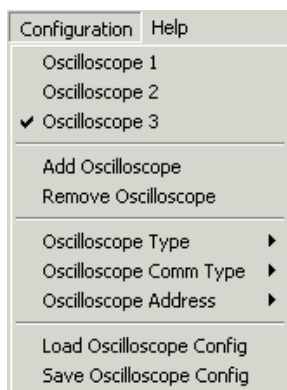 Configuration Help
Oscilloscope 1
Oscilloscope 2
Oscilloscope 3
Add Oscilloscope
Remove Oscilloscope
Oscilloscope Type
Oscilloscope Comm Type
Oscilloscope Address
Load Oscilloscope Config
Save Oscilloscope Config